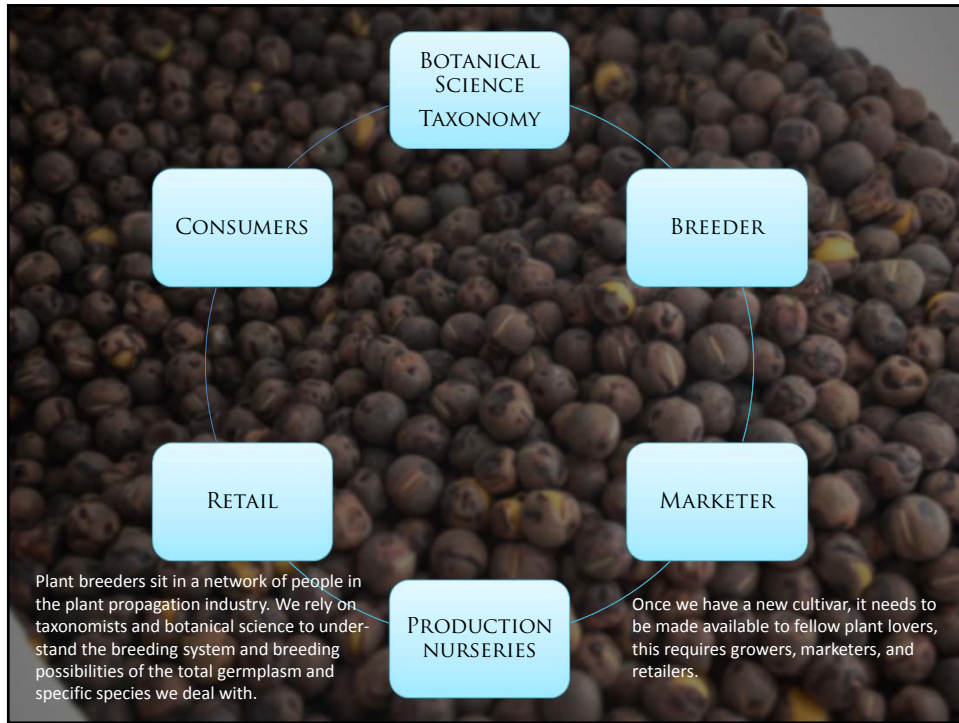 BOTANICAL
SCIENCE
TAXONOMY
BREEDER
MARKETER
PRODUCTION
NURSERIES
RETAIL
CONSUMERS
Plant breeders sit in a network of people in
the plant propagation industry. We rely on
taxonomists and botanical science to under-
stand the breeding system and breeding
possibilities of the total germplasm and
specific species we deal with.
Once we have a new cultivar, it needs to
be made available to fellow plant lovers,
this requires growers, marketers, and
retailers.